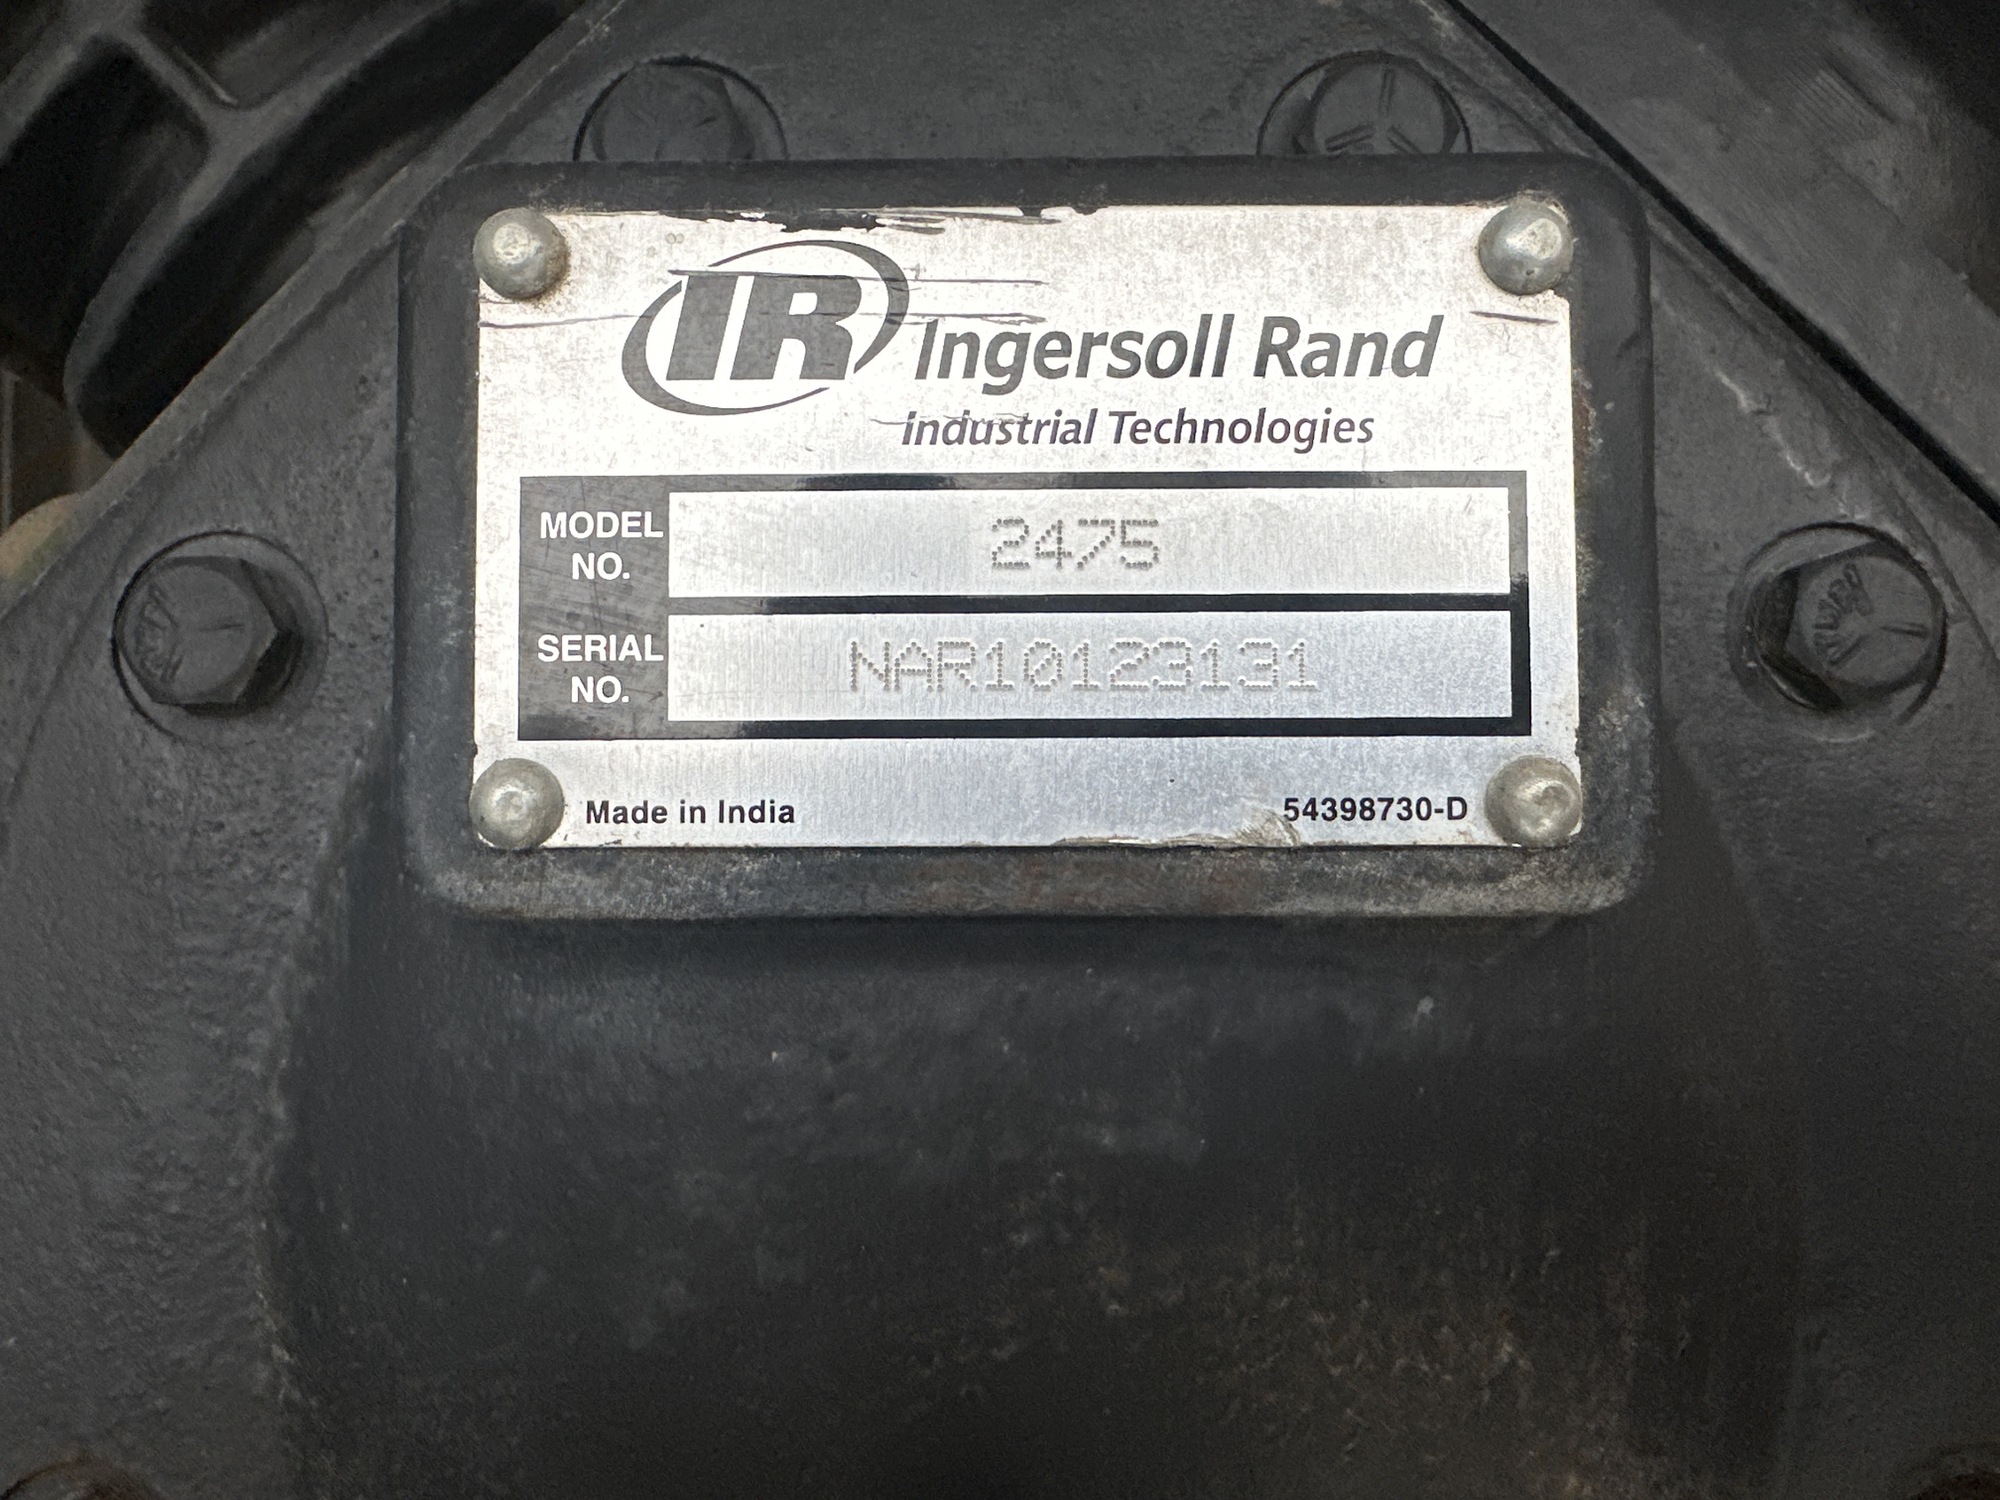 IR Ingersoll Rand
Industrial Technologies
MODEL NO. 2475
SERIAL NO. NAR10123131
Made in India 54398730-D